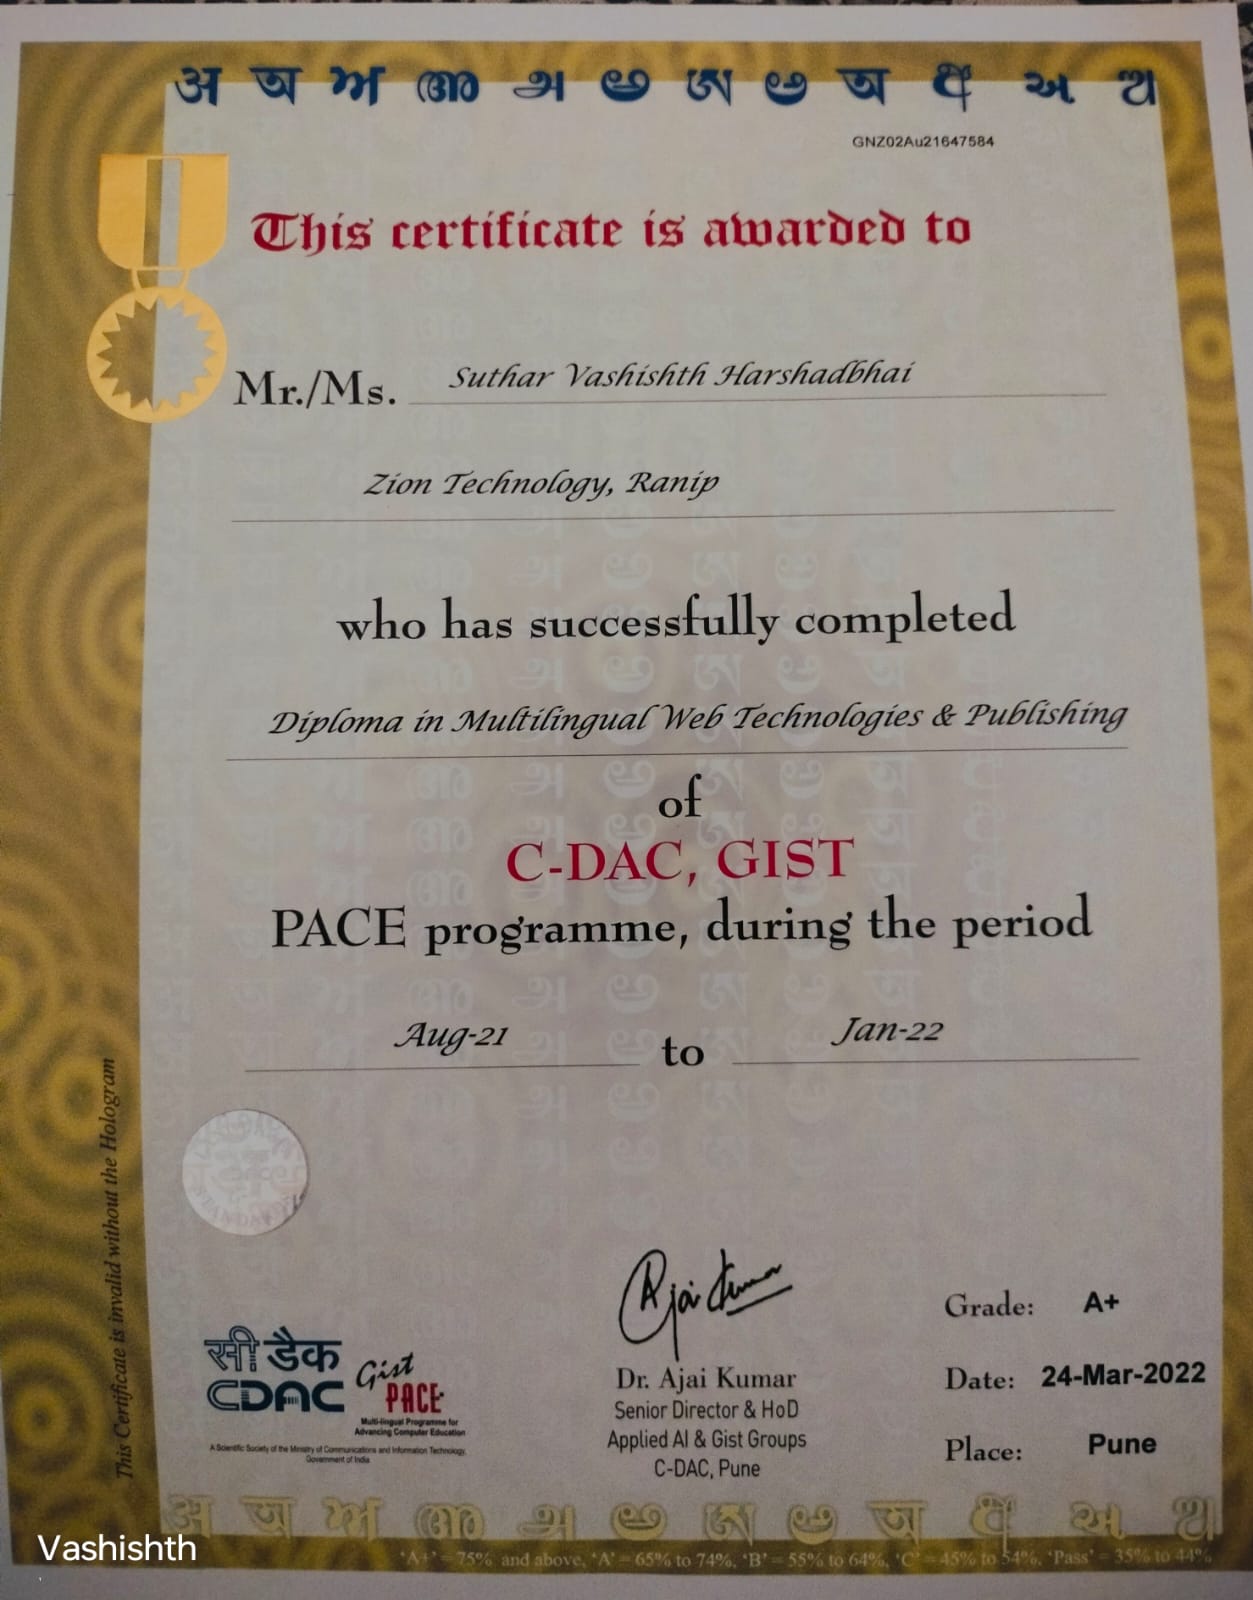 अ অ ਅ അ அ అ অ ಅ अ ଅ અ ཨ
GNZ02Au21647584
This certificate is awarded to
Mr./Ms. Suthar Vashishth Harshadbhai
Zion Technology, Ranip
who has successfully completed
Diploma in Multilingual Web Technologies & Publishing
of
C-DAC, GIST
PACE programme, during the period
Aug-21 to Jan-22
This Certificate is invalid without the Hologram
सी डैक
CDAC
Gist
PACE
Multi-lingual Programme for
Advancing Computer Education
A Scientific Society of the Ministry of Communications and Information Technology,
Government of India
Dr. Ajai Kumar
Senior Director & HoD
Applied AI & Gist Groups
C-DAC, Pune
Grade: A+
Date: 24-Mar-2022
Place: Pune
Vashishth
'A+' = 75% and above, 'A' = 65% to 74%, 'B' = 55% to 64%, 'C' = 45% to 54%, 'Pass' = 35% to 44%